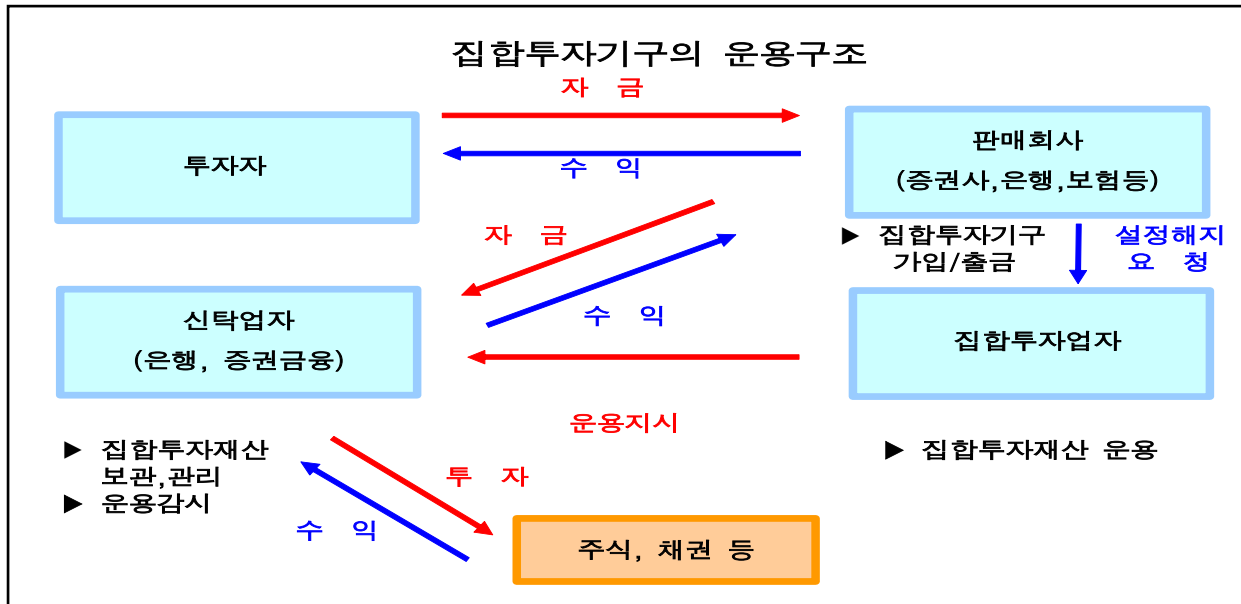 집합투자기구의 운용구조
자 금
투자자
수 익
판매회사
(증권사,은행,보험등)
자 금
▶ 집합투자기구
가입/출금
설정해지
요 청
신탁업자
(은행, 증권금융)
수 익
집합투자업자
운용지시
▶ 집합투자재산
보관,관리
▶ 운용감시
▶ 집합투자재산 운용
투 자
수 익
주식, 채권 등